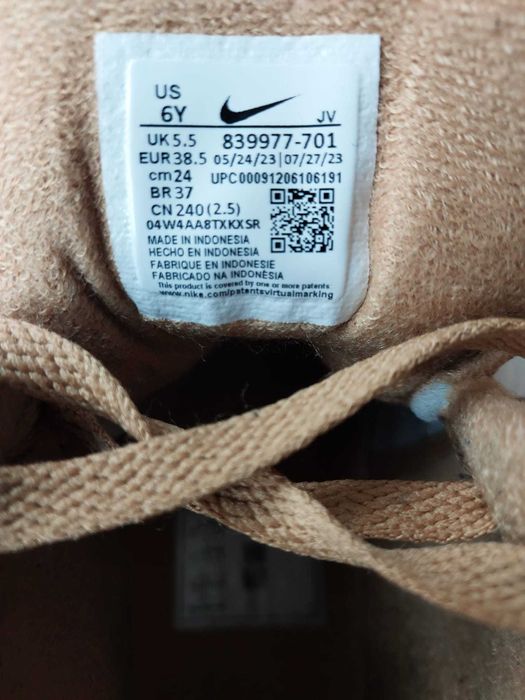 US
6Y JV
UK 5.5 839977-701
EUR 38.5 05/24/23|07/27/23
cm 24 UPC00091206106191
BR 37
CN 240 (2.5)
04W4AA8TXKXSR
MADE IN INDONESIA
HECHO EN INDONESIA
FABRIQUE EN INDONESIE
FABRICADO NA INDONÈSIA
This product is covered by one or more patents
www.nike.com/patentsvirtualmarking